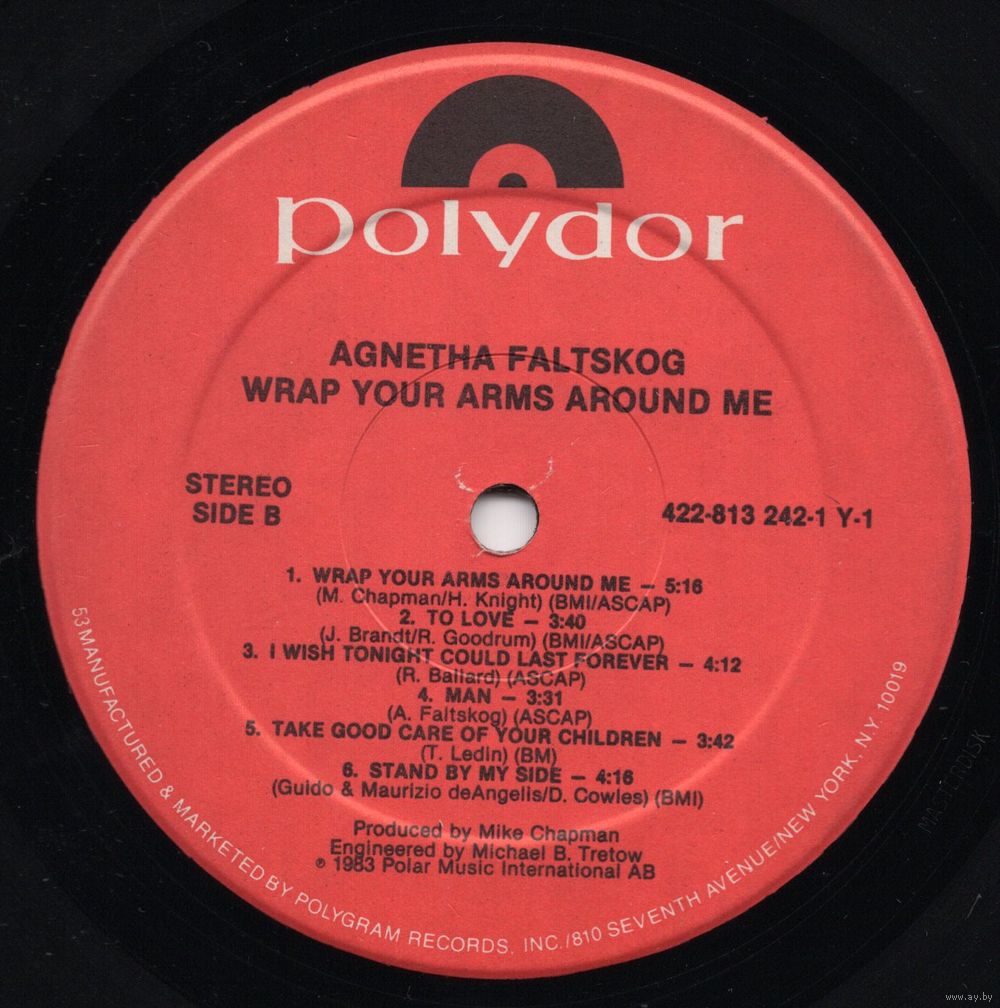 polydor
AGNETHA FALTSKOG
WRAP YOUR ARMS AROUND ME
STEREO
SIDE B
422-813 242-1 Y-1
1. WRAP YOUR ARMS AROUND ME — 5:16
(M. Chapman/H. Knight) (BMI/ASCAP)
2. TO LOVE — 3:40
(J. Brandt/R. Goodrum) (BMI/ASCAP)
3. I WISH TONIGHT COULD LAST FOREVER — 4:12
(R. Ballard) (ASCAP)
4. MAN — 3:31
(A. Faltskog) (ASCAP)
5. TAKE GOOD CARE OF YOUR CHILDREN — 3:42
(T. Ledin) (BM)
6. STAND BY MY SIDE — 4:16
(Guido & Maurizio deAngelis/D. Cowles) (BMI)
Produced by Mike Chapman
Engineered by Michael B. Tretow
℗ 1983 Polar Music International AB
53 MANUFACTURED & MARKETED BY POLYGRAM RECORDS, INC./810 SEVENTH AVENUE/NEW YORK, N.Y. 10019
MASTERDISK
www.ay.by